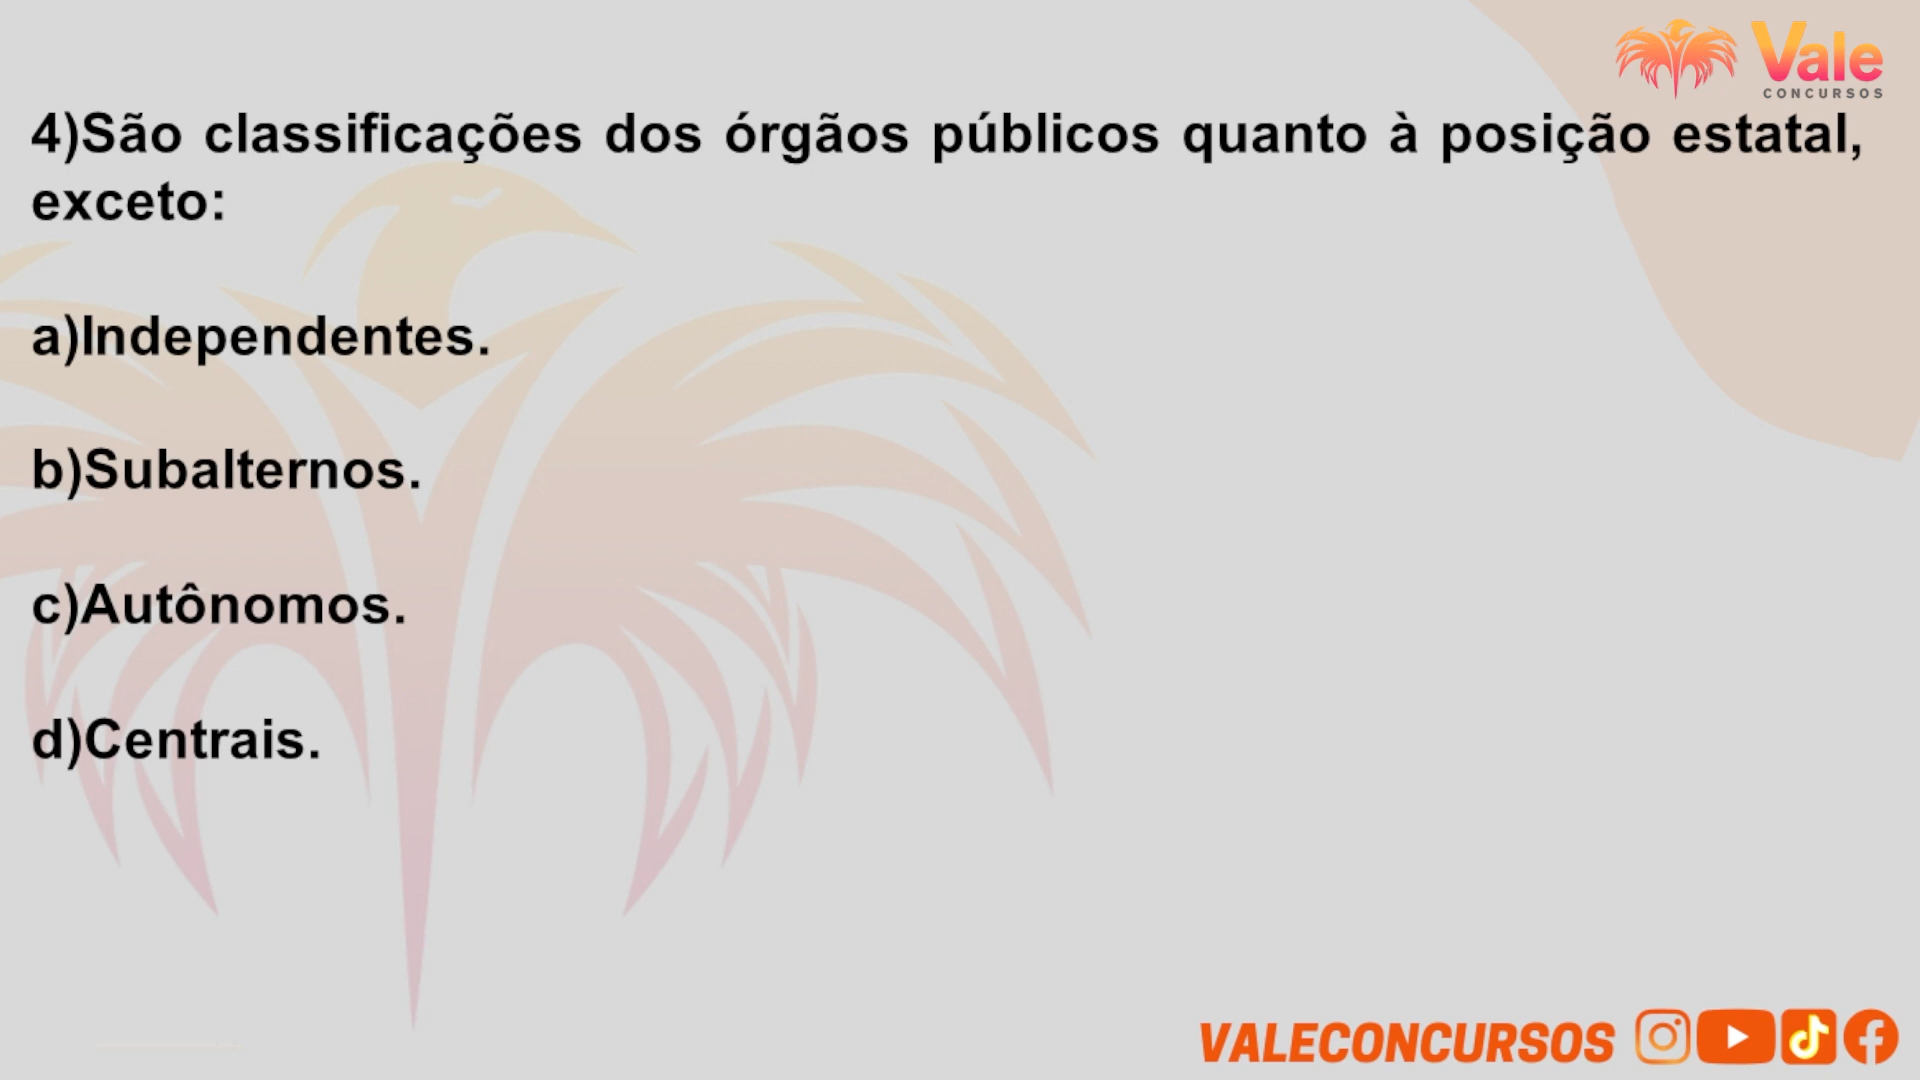 Vale
CONCURSOS
4)São classificações dos órgãos públicos quanto à posição estatal,
exceto:
a)Independentes.
b)Subalternos.
c)Autônomos.
d)Centrais.
VALECONCURSOS